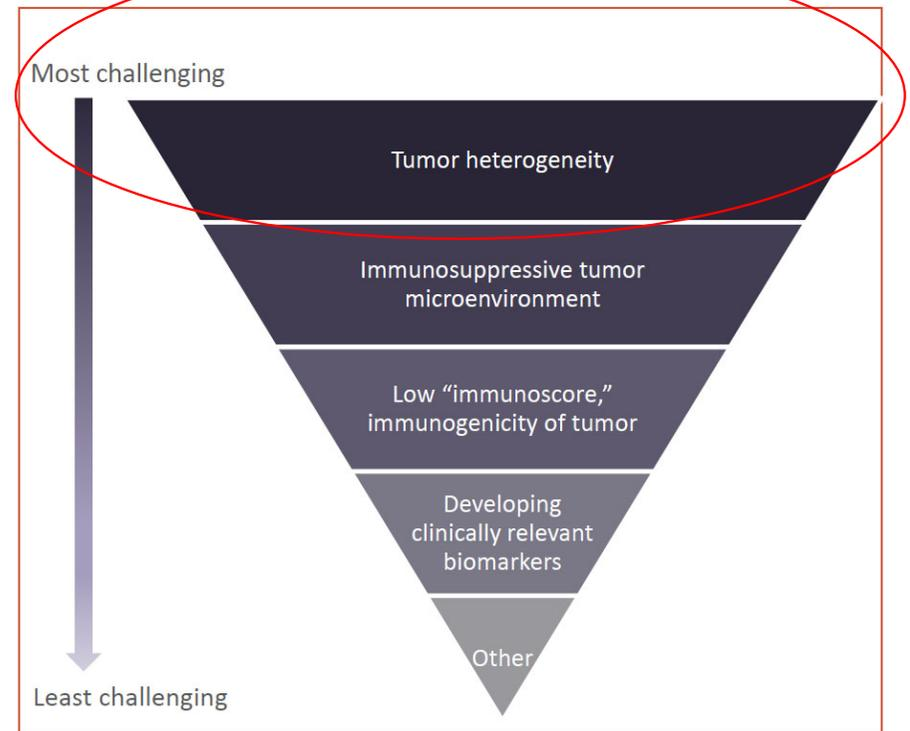 Most challenging
Tumor heterogeneity
Immunosuppressive tumor
microenvironment
Low “immunoscore,”
immunogenicity of tumor
Developing
clinically relevant
biomarkers
Other
Least challenging